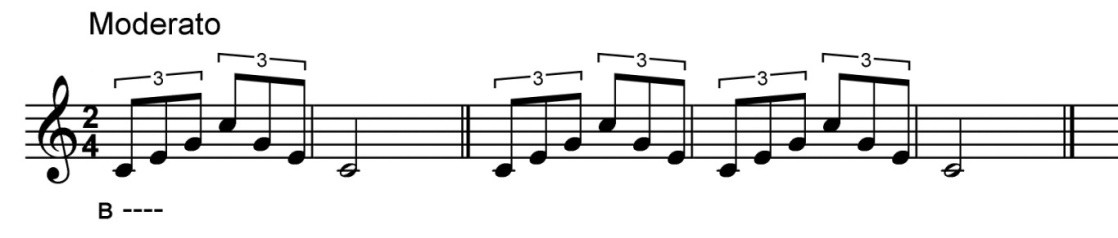 Moderato
3 3 3 3 3 3
2
4
B ----